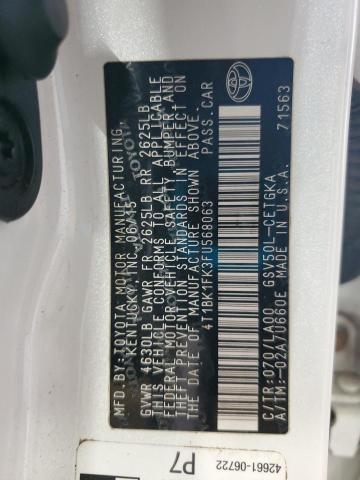 MFD.BY:TOYOTA MOTOR MANUFACTURING,
KENTUCKY, INC. 06/15
GVWR 4630LB GAWR FR 2625LB RR 2625LB
THIS VEHICLE CONFORMS TO ALL APPLICABLE
FEDERAL MOTOR VEHICLE SAFETY, BUMPER, AND
THEFT PREVENTION STANDARDS IN EFFECT ON
THE DATE OF MANUFACTURE SHOWN ABOVE.
4T1BK1FK3FU568063 PASS.CAR
C/TR:070/LA00 GSV50L-CETGKA
A/TM:-02A/U660E MADE IN U.S.A.
71563
TOYOTA
42661-06722
P7